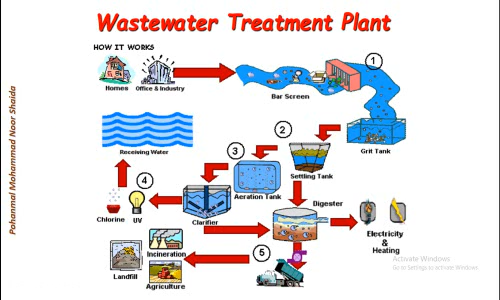 Wastewater Treatment Plant
HOW IT WORKS
Homes
Office & Industry
Bar Screen
1
Grit Tank
2
Settling Tank
3
Aeration Tank
Receiving Water
4
Chlorine
UV
Clarifier
Digester
Electricity
&
Heating
5
Incineration
Landfill
Agriculture
Pohanmal Mohammad Noor Shaida
Activate Windows
Go to Settings to activate Windows.